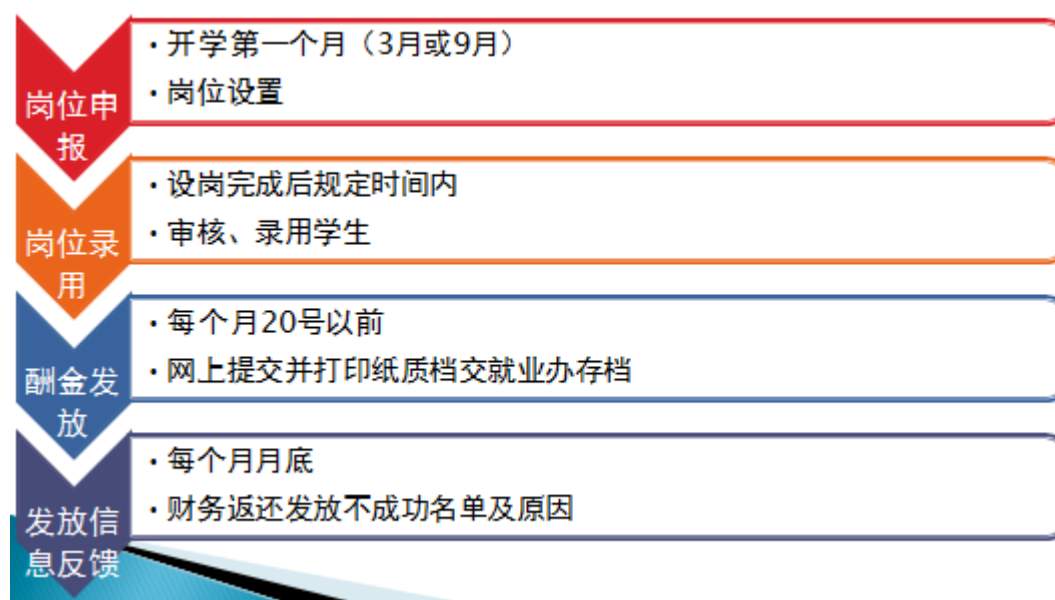 岗位申
报
· 开学第一个月（3月或9月）
· 岗位设置
岗位录
用
· 设岗完成后规定时间内
· 审核、录用学生
酬金发
放
· 每个月20号以前
· 网上提交并打印纸质档交就业办存档
发放信
息反馈
· 每个月月底
· 财务返还发放不成功名单及原因